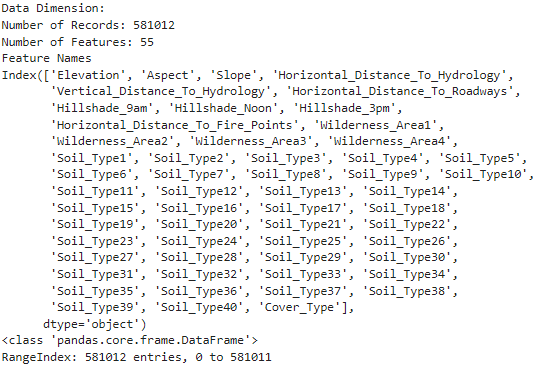 Data Dimension:
Number of Records: 581012
Number of Features: 55
Feature Names
Index(['Elevation', 'Aspect', 'Slope', 'Horizontal_Distance_To_Hydrology',
'Vertical_Distance_To_Hydrology', 'Horizontal_Distance_To_Roadways',
'Hillshade_9am', 'Hillshade_Noon', 'Hillshade_3pm',
'Horizontal_Distance_To_Fire_Points', 'Wilderness_Area1',
'Wilderness_Area2', 'Wilderness_Area3', 'Wilderness_Area4',
'Soil_Type1', 'Soil_Type2', 'Soil_Type3', 'Soil_Type4', 'Soil_Type5',
'Soil_Type6', 'Soil_Type7', 'Soil_Type8', 'Soil_Type9', 'Soil_Type10',
'Soil_Type11', 'Soil_Type12', 'Soil_Type13', 'Soil_Type14',
'Soil_Type15', 'Soil_Type16', 'Soil_Type17', 'Soil_Type18',
'Soil_Type19', 'Soil_Type20', 'Soil_Type21', 'Soil_Type22',
'Soil_Type23', 'Soil_Type24', 'Soil_Type25', 'Soil_Type26',
'Soil_Type27', 'Soil_Type28', 'Soil_Type29', 'Soil_Type30',
'Soil_Type31', 'Soil_Type32', 'Soil_Type33', 'Soil_Type34',
'Soil_Type35', 'Soil_Type36', 'Soil_Type37', 'Soil_Type38',
'Soil_Type39', 'Soil_Type40', 'Cover_Type'],
dtype='object')
<class 'pandas.core.frame.DataFrame'>
RangeIndex: 581012 entries, 0 to 581011